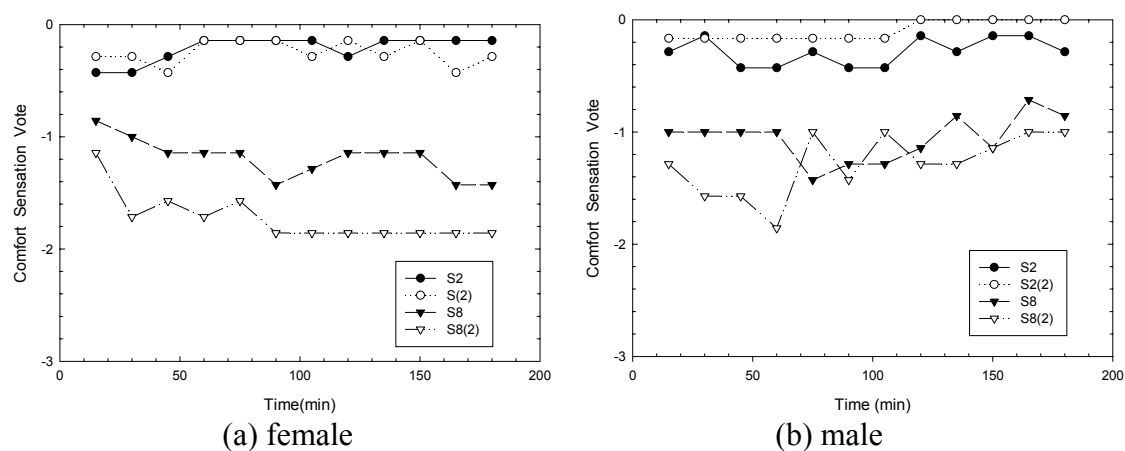 Comfort Sensation Vote
0
-1
-2
-3
0 50 100 150 200
Time(min)
S2
S(2)
S8
S8(2)
(a) female
Comfort Sensation Vote
0
-1
-2
-3
0 50 100 150 200
Time (min)
S2
S2(2)
S8
S8(2)
(b) male